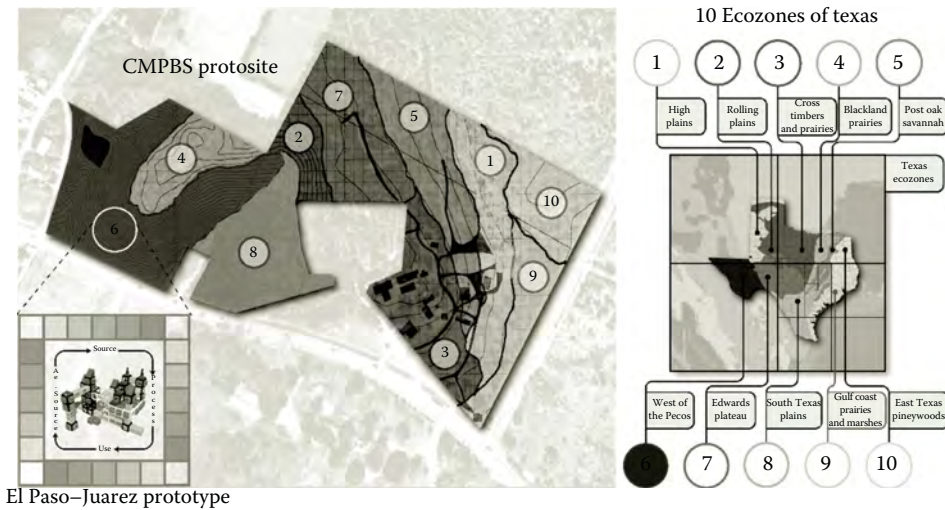 10 Ecozones of texas
CMPBS protosite
1
2
3
4
5
High
plains
Rolling
plains
Cross
timbers
and prairies
Blackland
prairies
Post oak
savannah
Texas
ecozones
7
5
2
4
1
10
6
8
9
3
Source
Process
Use
Re-Source
West of
the Pecos
Edwards
plateau
South Texas
plains
Gulf coast
prairies
and marshes
East Texas
pineywoods
6
7
8
9
10
El Paso–Juarez prototype